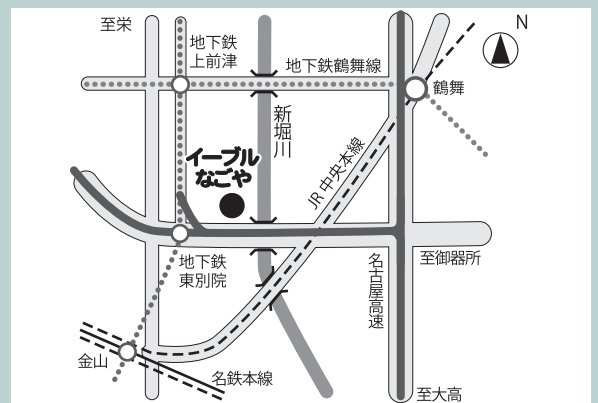 至栄
N
地下鉄
上前津
地下鉄鶴舞線
鶴舞
新堀川
イーブル
なごや
JR中央本線
地下鉄
東別院
名古屋高速
至御器所
金山
名鉄本線
至大高